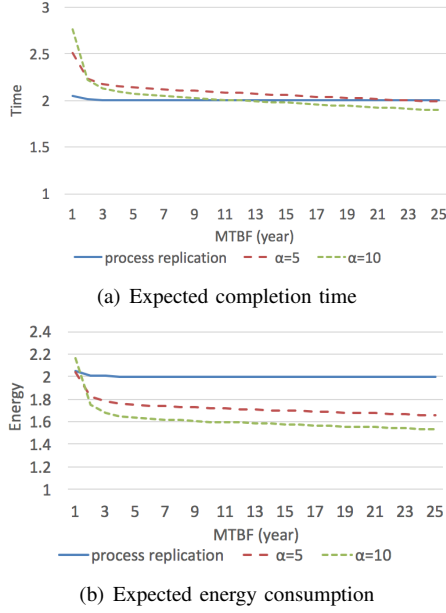 3
2.5
2
1.5
1
Time
1 3 5 7 9 11 13 15 17 19 21 23 25
MTBF (year)
process replication α=5 α=10
(a) Expected completion time
2.4
2.2
2
1.8
1.6
1.4
1.2
1
Energy
1 3 5 7 9 11 13 15 17 19 21 23 25
MTBF (year)
process replication α=5 α=10
(b) Expected energy consumption